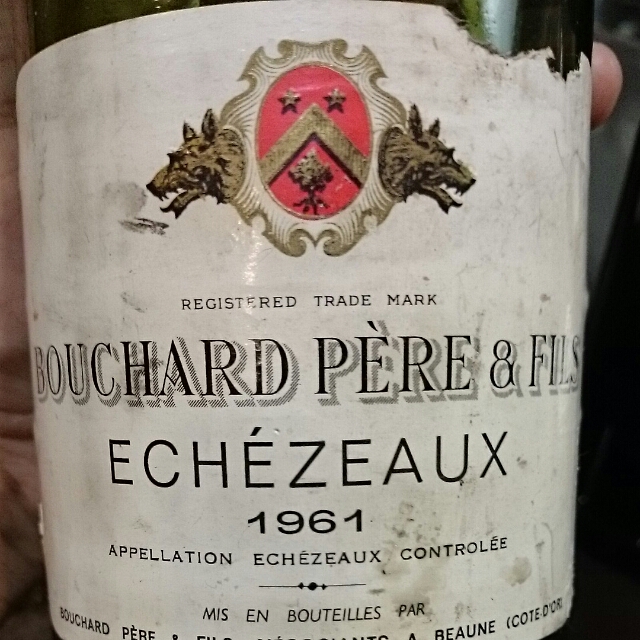 REGISTERED TRADE MARK
BOUCHARD PÈRE & FILS
ECHÉZEAUX
1961
APPELLATION ECHÉZEAUX CONTROLÉE
MIS EN BOUTEILLES PAR
BOUCHARD PÈRE & FILS, NÉGOCIANTS A BEAUNE (COTE-D'OR)